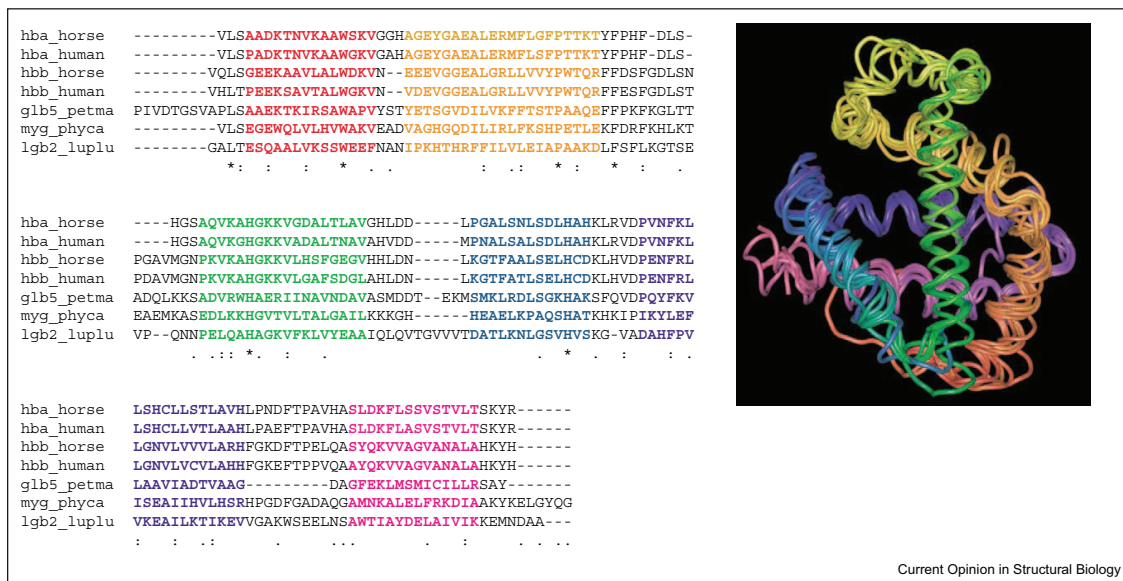 hba_horse ---------VLSAADKTNVKAAWSKVGGHAGEYGAEALERMFLGFPTTKTYFPHF-DLS-
hba_human ---------VLSPADKTNVKAAWGKVGAHAGEYGAEALERMFLSFPTTKTYFPHF-DLS-
hbb_horse --------VQLSGEEKAAVLALWDKVN--EEEVGGEALGRLLVVYPWTQRFFDSFGDLSN
hbb_human --------VHLTPEEKSAVTALWGKVN--VDEVGGEALGRLLVVYPWTQRFFESFGDLST
glb5_petma PIVDTGSVAPLSAAEKTKIRSAWAPVYSTYETSGVDILVKFFTSTPAAQEFFPKFKGLTT
myg_phyca ---------VLSEGEWQLVLHVWAKVEADVAGHGQDILIRLFKSHPETLEKFDRFKHLKT
lgb2_luplu --------GALTESQAALVKSSWEEFNANIPKHTHRFFILVLEIAPAAKDLFSFLKGTSE
*: : : * . . : .: * : * : .
hba_horse ----HGSAQVKAHGKKVGDALTLAVGHLDD-----LPGALSNLSDLHAHKLRVDPVNFKL
hba_human ----HGSAQVKGHGKKVADALTNAVAHVDD-----MPNALSALSDLHAHKLRVDPVNFKL
hbb_horse PGAVMGNPKVKAHGKKVLHSFGEGVHHLDN-----LKGTFAALSELHCDKLHVDPENFRL
hbb_human PDAVMGNPKVKAHGKKVLGAFSDGLAHLDN-----LKGTFATLSELHCDKLHVDPENFRL
glb5_petma ADQLKKSADVRWHAERIINAVNDAVASMDDT--EKMSMKLRDLSGKHAKSFQVDPQYFKV
myg_phyca EAEMKASEDLKKHGVTVLTALGAILKKKGH-----HEAELKPAQSHATKHKIPIKYLEF
lgb2_luplu VP--QNNPELQAHAGKVFKLVYEAAIQLQVTGVVVTDATLKNLGSVHVSKG-VADAHFPV
. .:: *. : . : . * . . : .
hba_horse LSHCLLSTLAVHLPNDFTPAVHASLDKFLSSVSTVLTSKYR------
hba_human LSHCLLVTLAAHLPAEFTPAVHASLDKFLASVSTVLTSKYR------
hbb_horse LGNVLVVVLARHFGKDFTPELQASYQKVVAGVANALAHKYH------
hbb_human LGNVLVCVLAHHFGKEFTPPVQAAYQKVVAGVANALAHKYH------
glb5_petma LAAVIADTVAAG---------DAGFEKLMSMICILLRSAY-------
myg_phyca ISEAIIHVLHSRHPGDFGADAQGAMNKALELFRKDIAAKYKELGYQG
lgb2_luplu VKEAILKTIKEVVGAKWSEELNSAWTIAYDELAIVIKKEMNDAA---
: : .: . .. ... . :
Current Opinion in Structural Biology